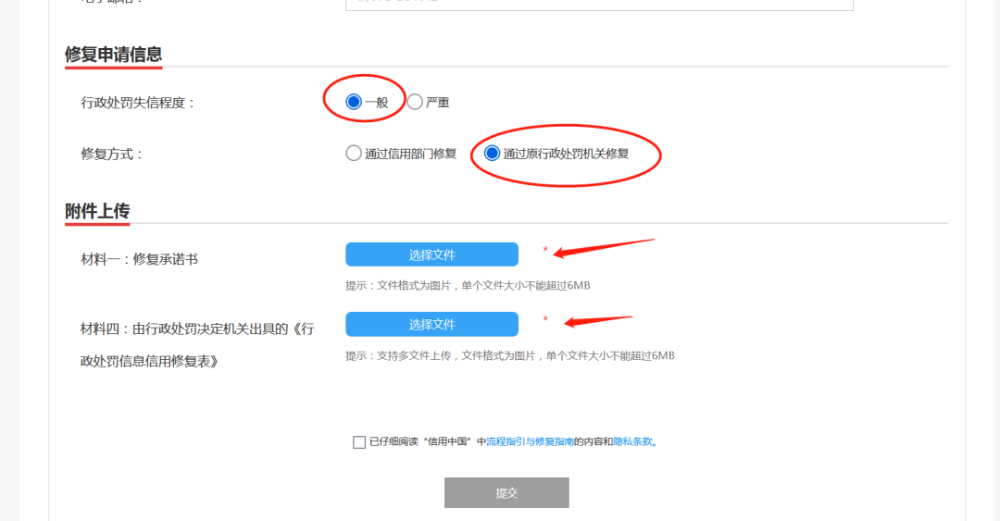 修复申请信息
行政处罚失信程度：
一般
严重
修复方式：
通过信用部门修复
通过原行政处罚机关修复
附件上传
材料一：修复承诺书
选择文件
*
提示：文件格式为图片，单个文件大小不能超过6MB
材料四：由行政处罚决定机关出具的《行
政处罚信息信用修复表》
选择文件
*
提示：支持多文件上传，文件格式为图片，单个文件大小不能超过6MB
已仔细阅读“信用中国”中流程指引与修复指南的内容和隐私条款。
提交